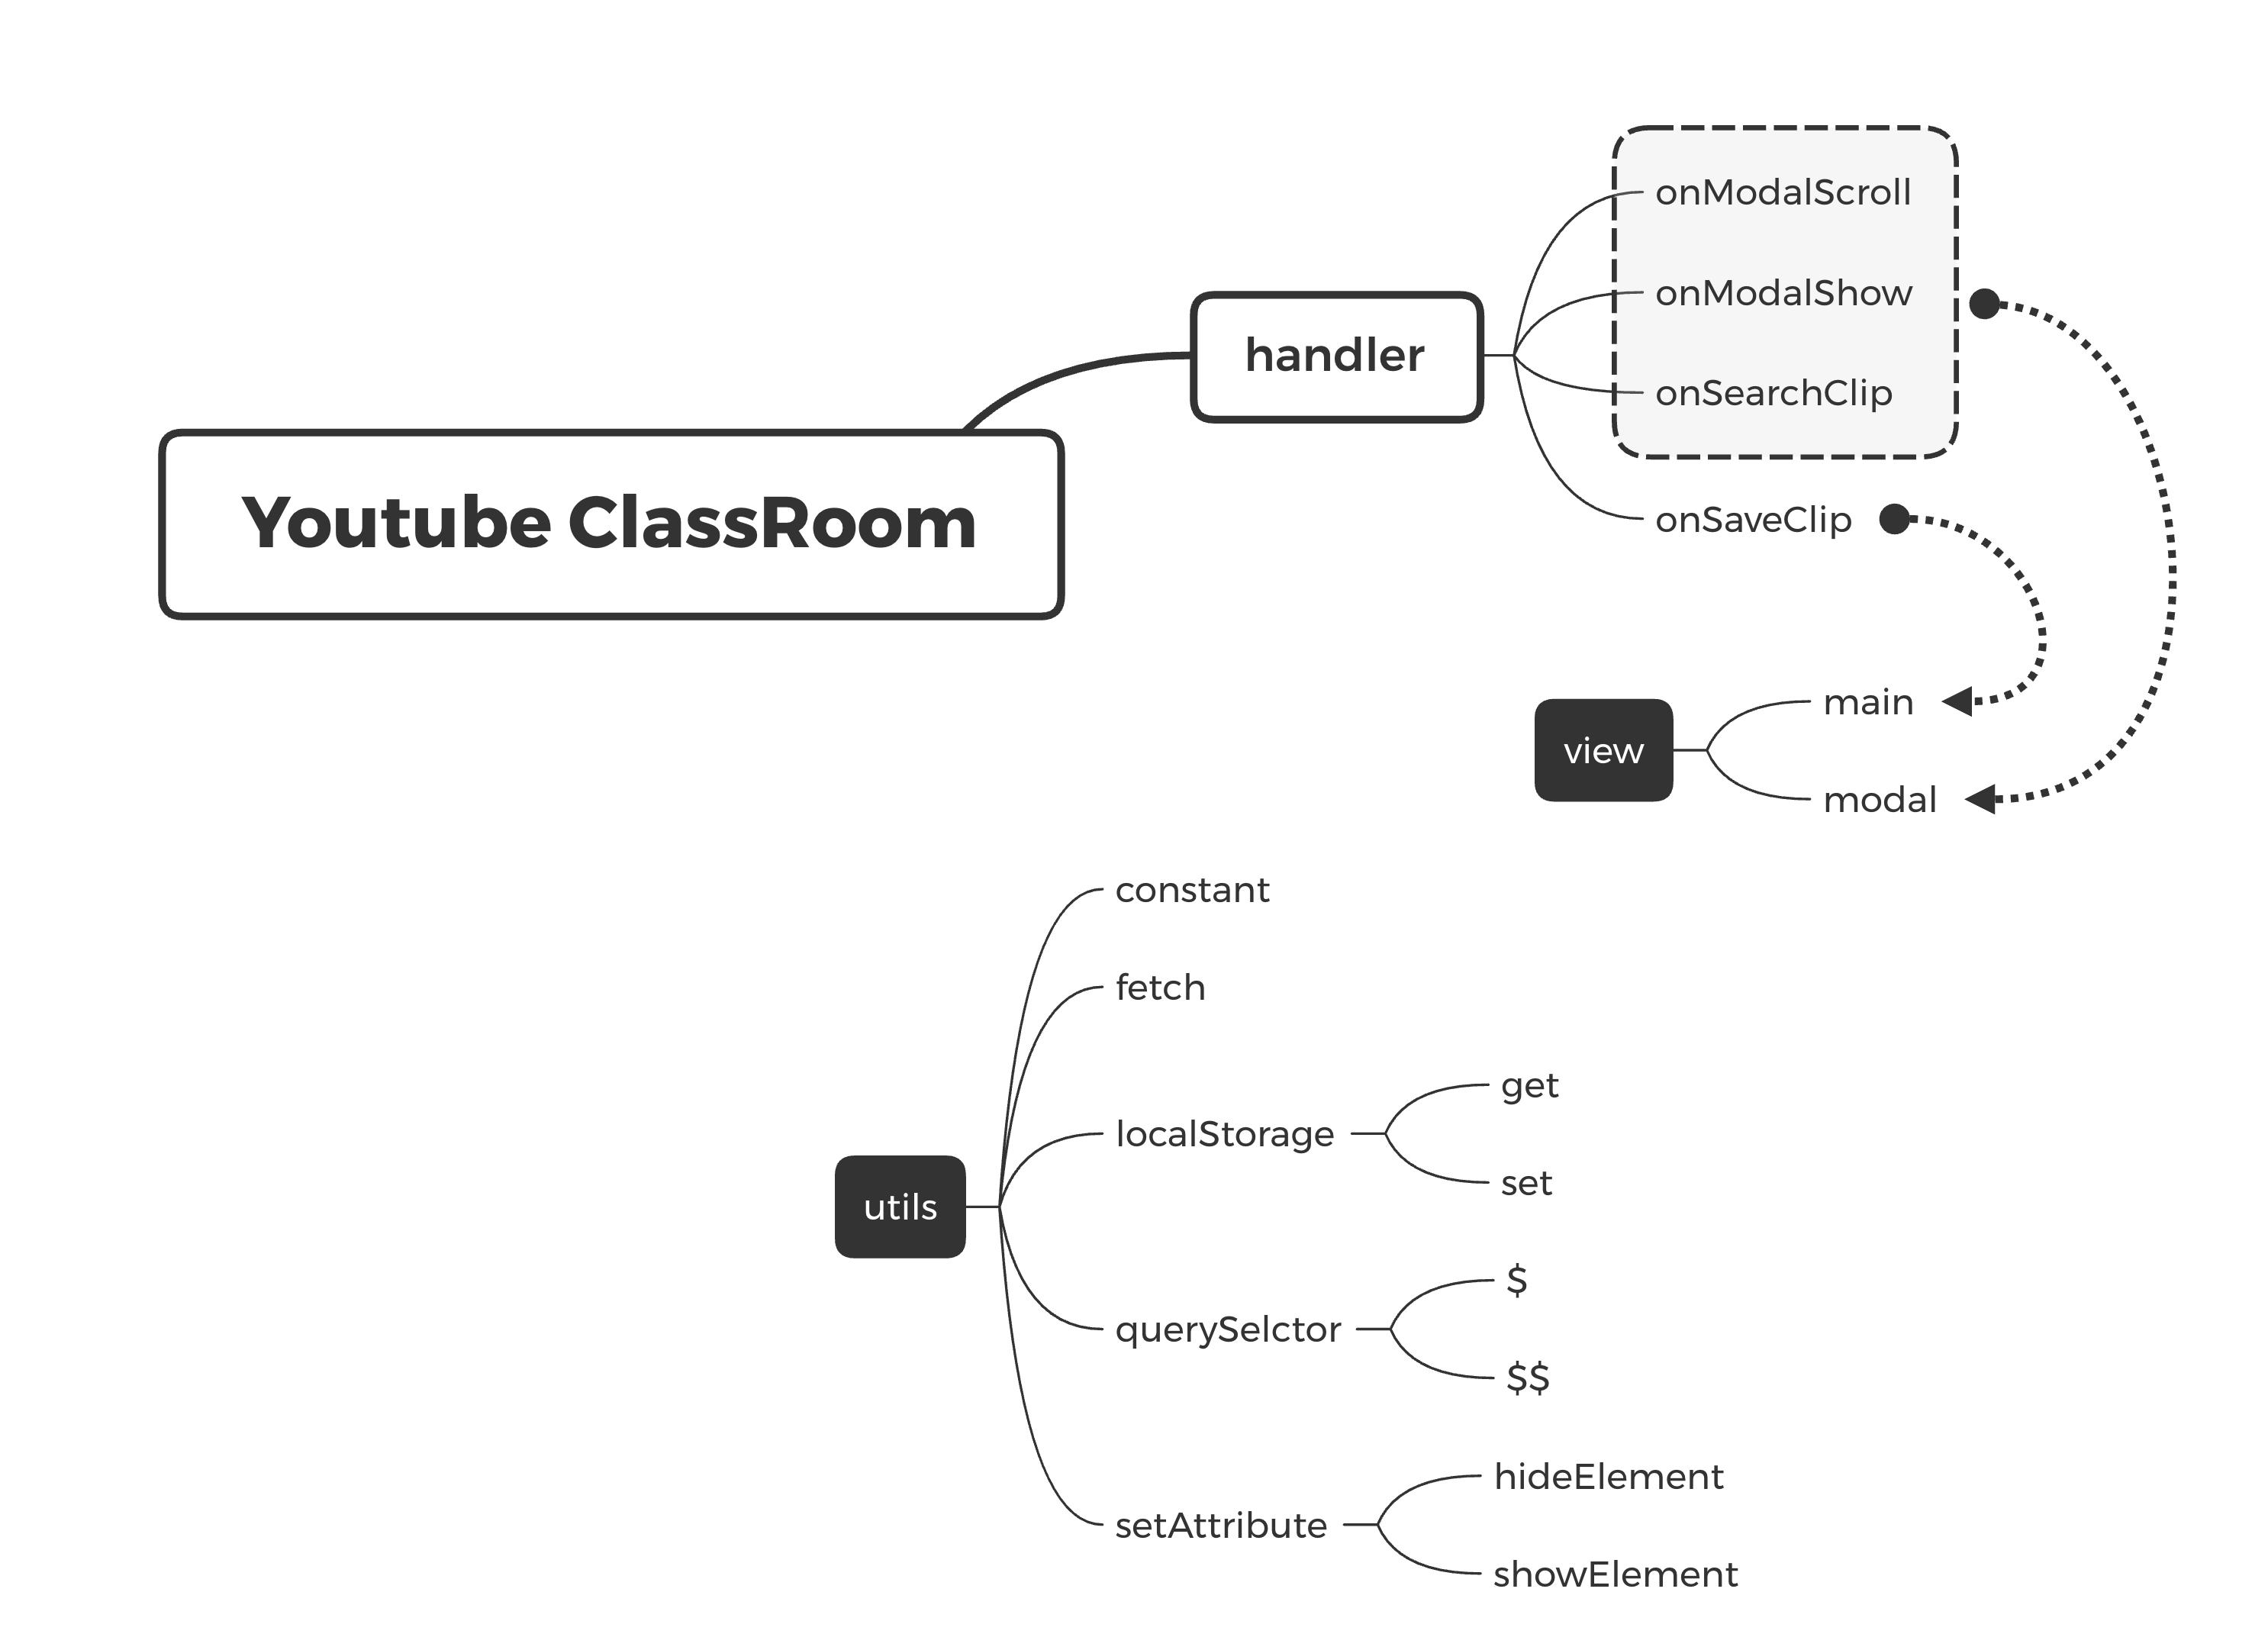 Youtube ClassRoom
handler
onModalScroll
onModalShow
onSearchClip
onSaveClip
view
main
modal
utils
constant
fetch
localStorage
get
set
querySelctor
$
$$
setAttribute
hideElement
showElement